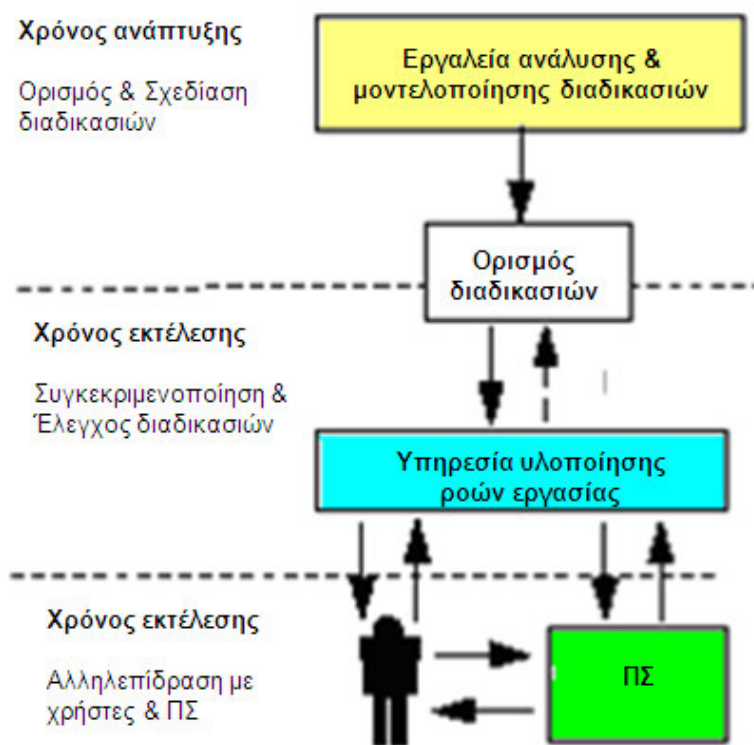 Χρόνος ανάπτυξης
Ορισμός & Σχεδίαση
διαδικασιών
Εργαλεία ανάλυσης &
μοντελοποίησης διαδικασιών
Ορισμός
διαδικασιών
Χρόνος εκτέλεσης
Συγκεκριμενοποίηση &
Έλεγχος διαδικασιών
Υπηρεσία υλοποίησης
ροών εργασίας
Χρόνος εκτέλεσης
Αλληλεπίδραση με
χρήστες & ΠΣ
ΠΣ